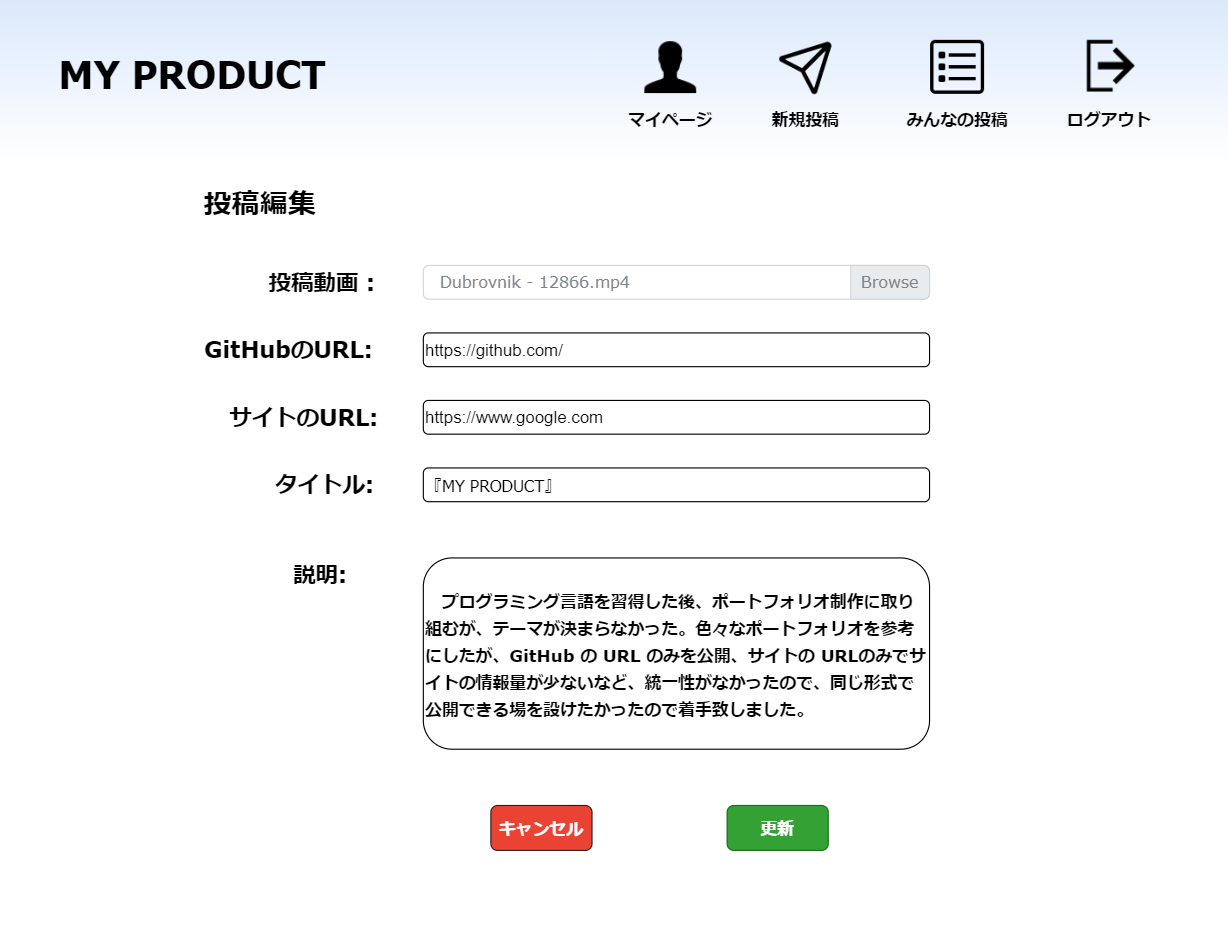 MY PRODUCT
マイページ
新規投稿
みんなの投稿
ログアウト
投稿編集
投稿動画：
Dubrovnik - 12866.mp4
Browse
GitHubのURL:
https://github.com/
サイトのURL:
https://www.google.com
タイトル:
『MY PRODUCT』
説明:
プログラミング言語を習得した後、ポートフォリオ制作に取り
組むが、テーマが決まらなかった。色々なポートフォリオを参考
にしたが、GitHub の URL のみを公開、サイトの URLのみでサ
イトの情報量が少ないなど、統一性がなかったので、同じ形式で
公開できる場を設けたかったので着手致しました。
キャンセル
更新